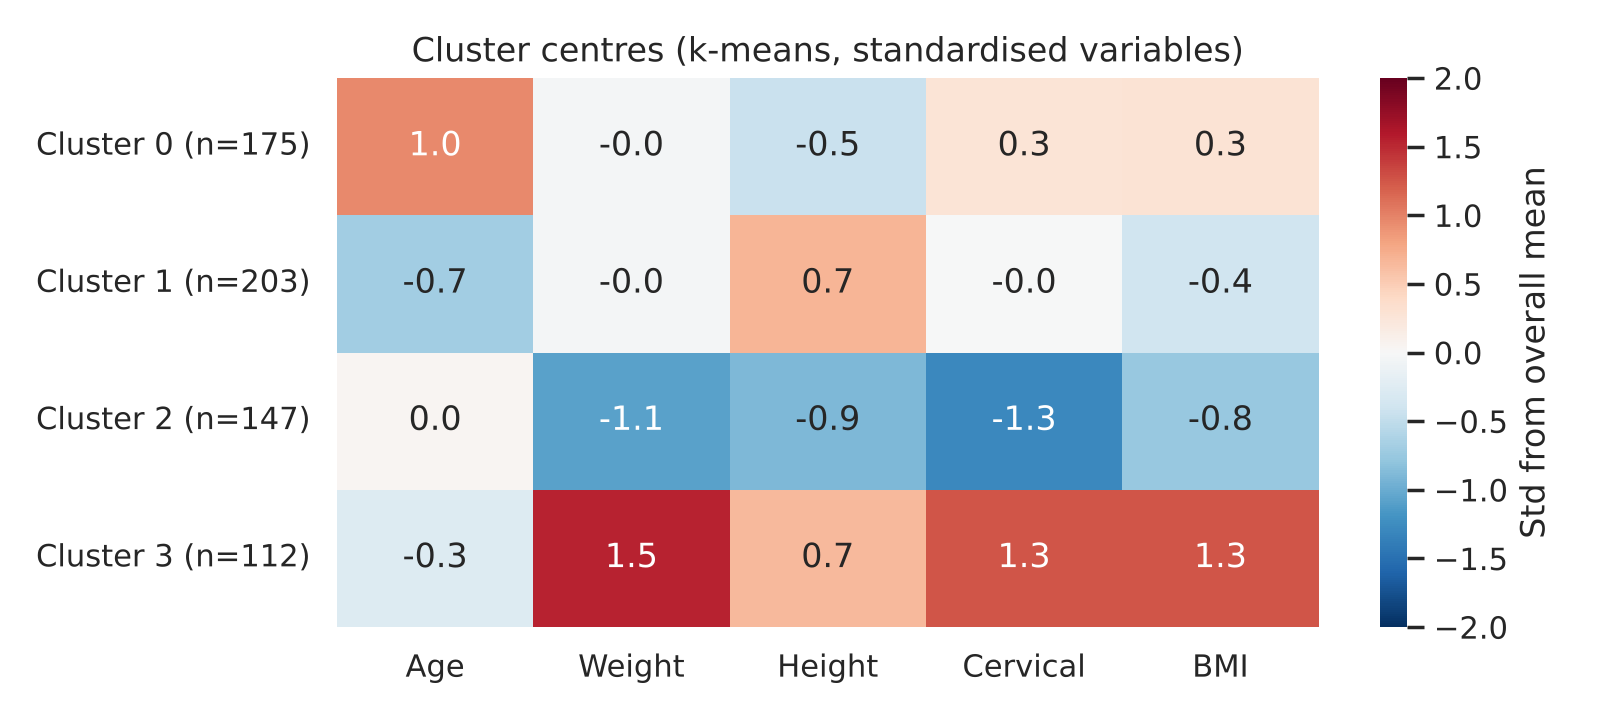 Cluster centres (k-means, standardised variables)
Cluster 0 (n=175) 1.0 -0.0 -0.5 0.3 0.3
Cluster 1 (n=203) -0.7 -0.0 0.7 -0.0 -0.4
Cluster 2 (n=147) 0.0 -1.1 -0.9 -1.3 -0.8
Cluster 3 (n=112) -0.3 1.5 0.7 1.3 1.3
Age Weight Height Cervical BMI
2.0
1.5
1.0
0.5
0.0
−0.5
−1.0
−1.5
−2.0
Std from overall mean